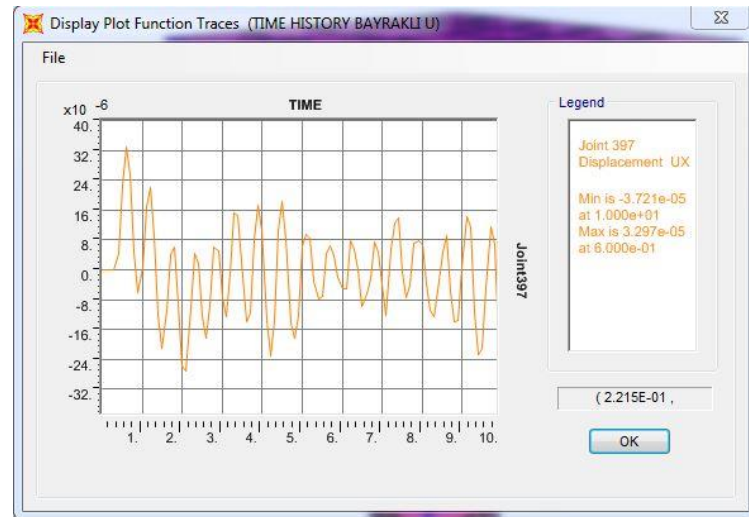 Display Plot Function Traces (TIME HISTORY BAYRAKLI U)
File
x10 -6
TIME
Legend
40.
32.
24.
16.
8.
0.
-8.
-16.
-24.
-32.
1. 2. 3. 4. 5. 6. 7. 8. 9. 10.
Joint397
Joint 397
Displacement UX
Min is -3.721e-05
at 1.000e+01
Max is 3.297e-05
at 6.000e-01
( 2.215E-01 ,
OK